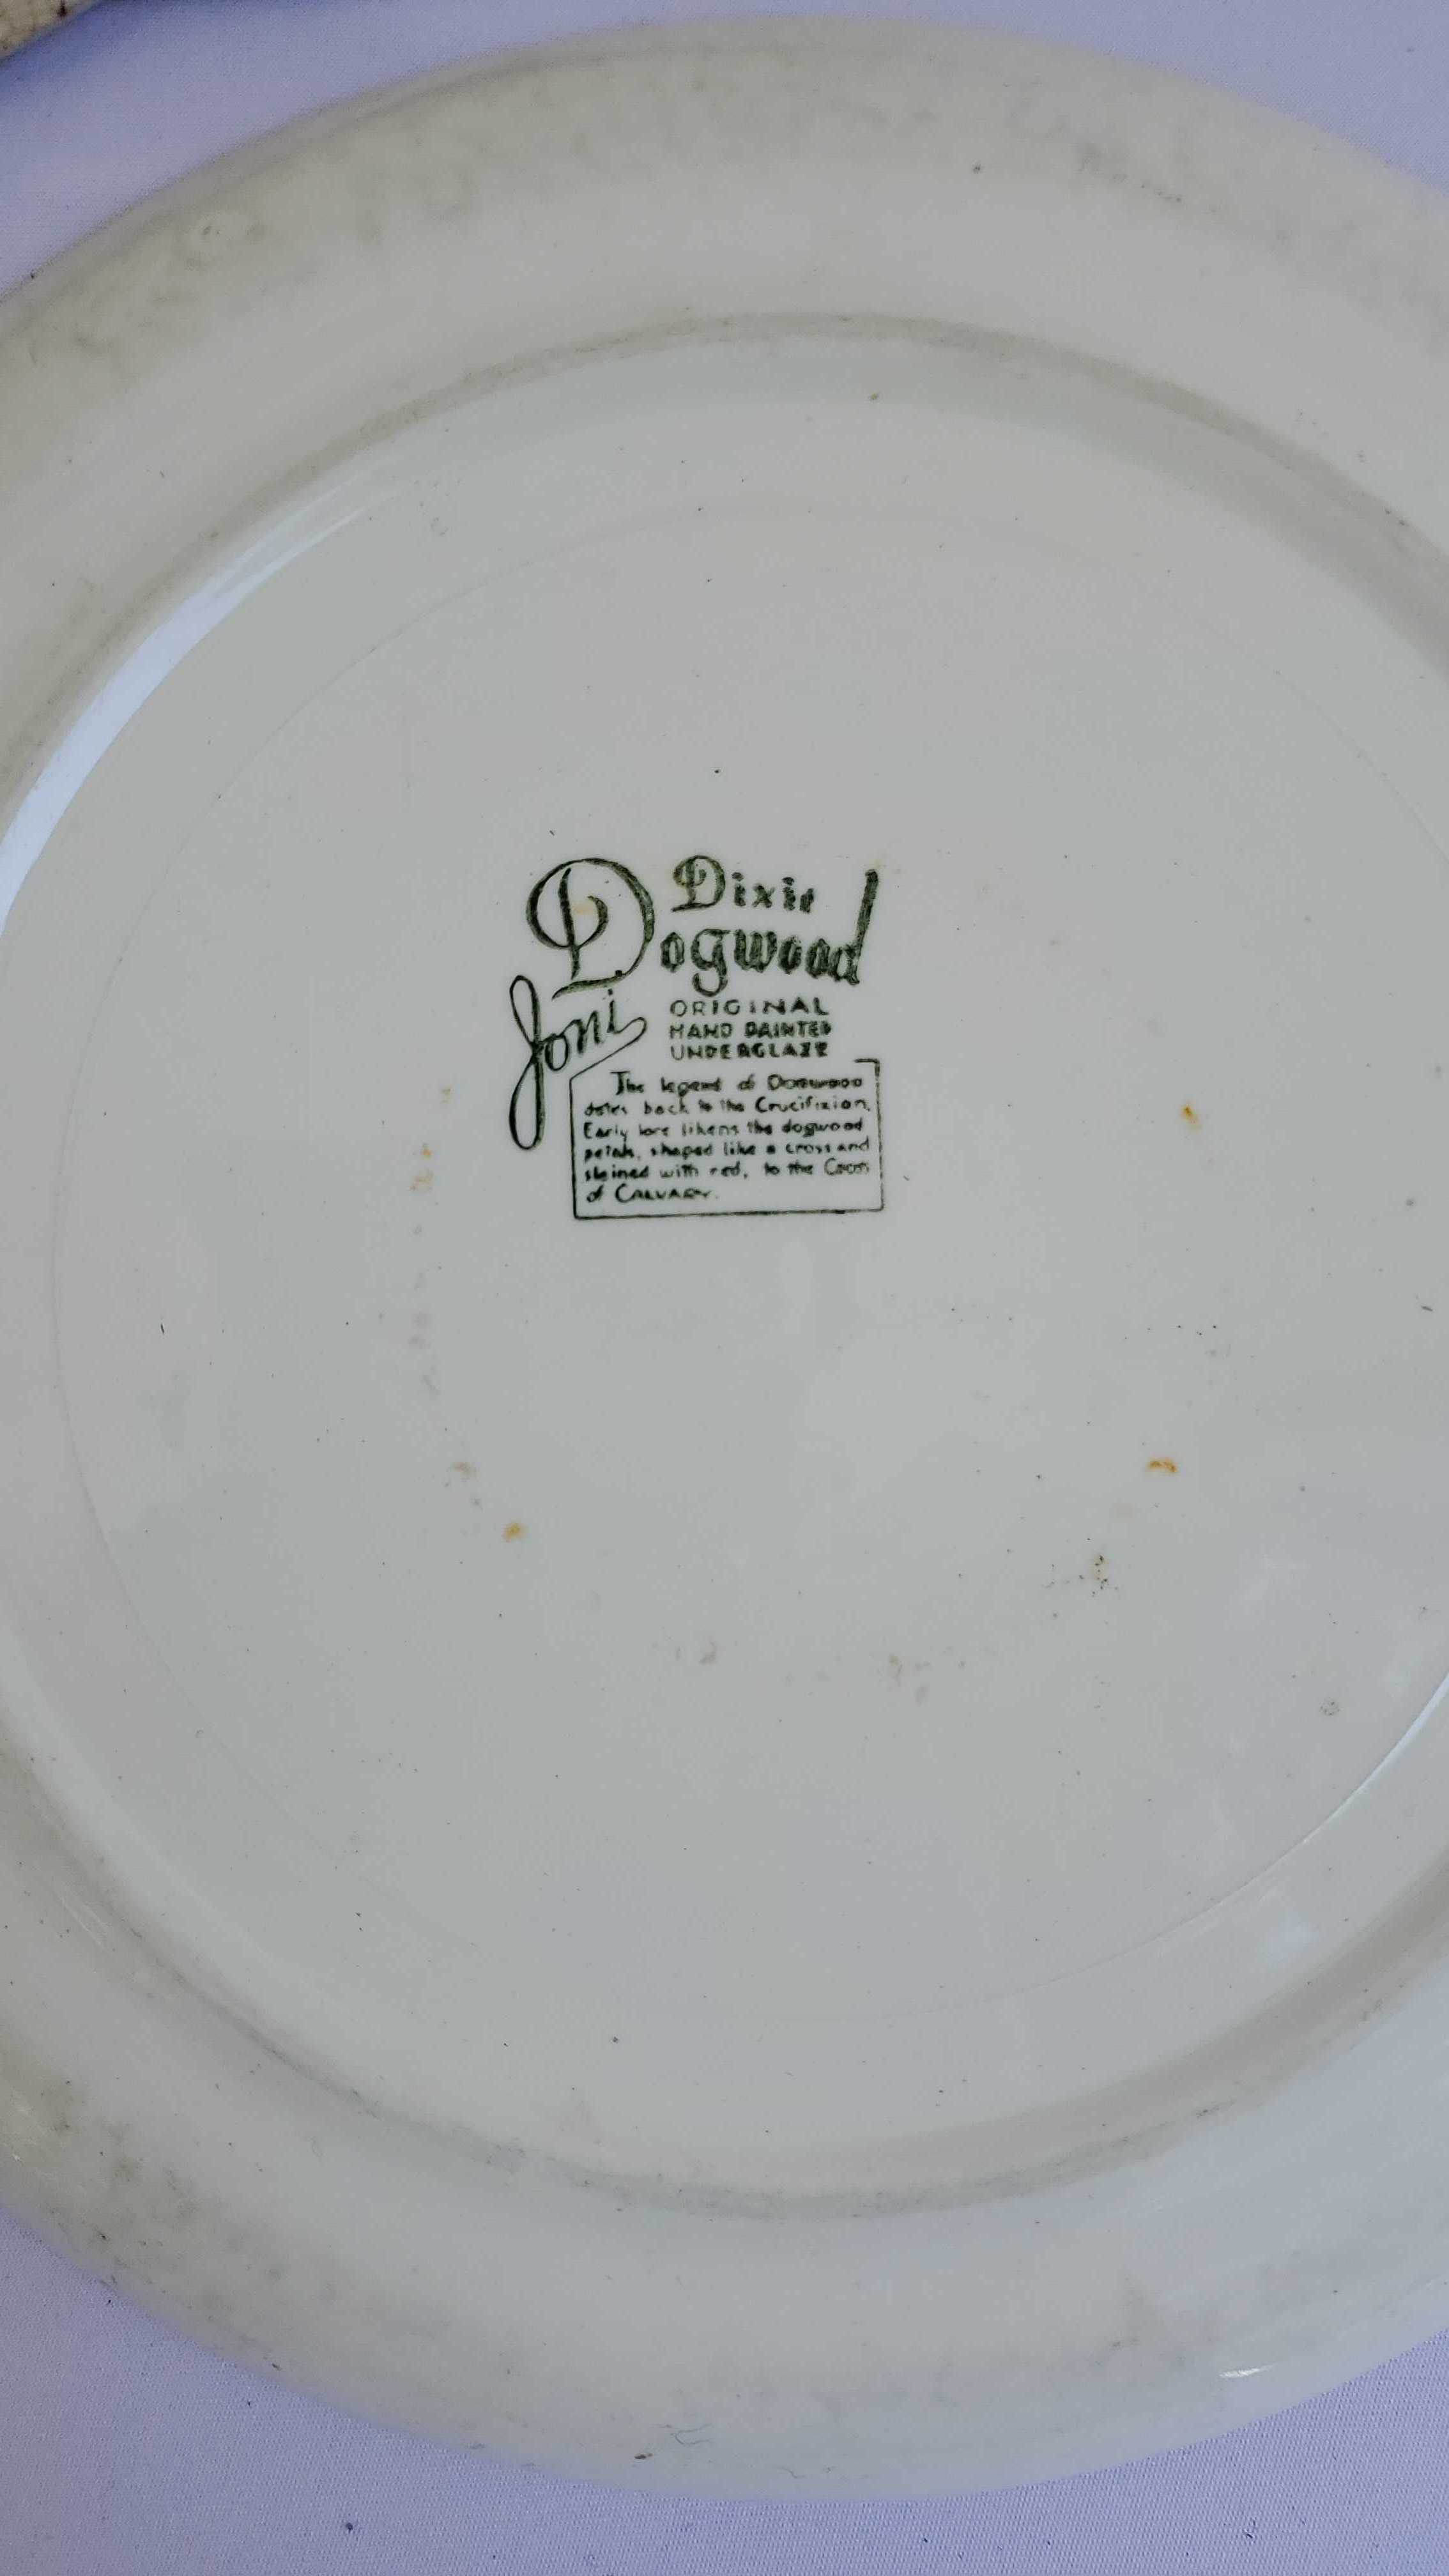 Dixie
Dogwood
Joni
ORIGINAL
HAND PAINTED
UNDERGLAZE
The legend of Dogwood
dates back to the Crucifixion.
Early lore likens the dogwood
petals, shaped like a cross and
stained with red, to the Cross
of CALVARY.